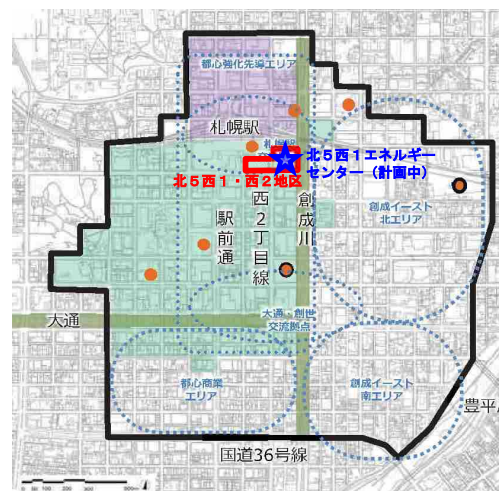 都心強化先導エリア
札幌駅
北５西１エネルギー
センター（計画中）
北５西１・西２地区
創成イースト
北エリア
駅前通
西２丁目線
創成川
大通・創世
交流拠点
大通
都心商業
エリア
創成イースト
南エリア
豊平
国道36号線